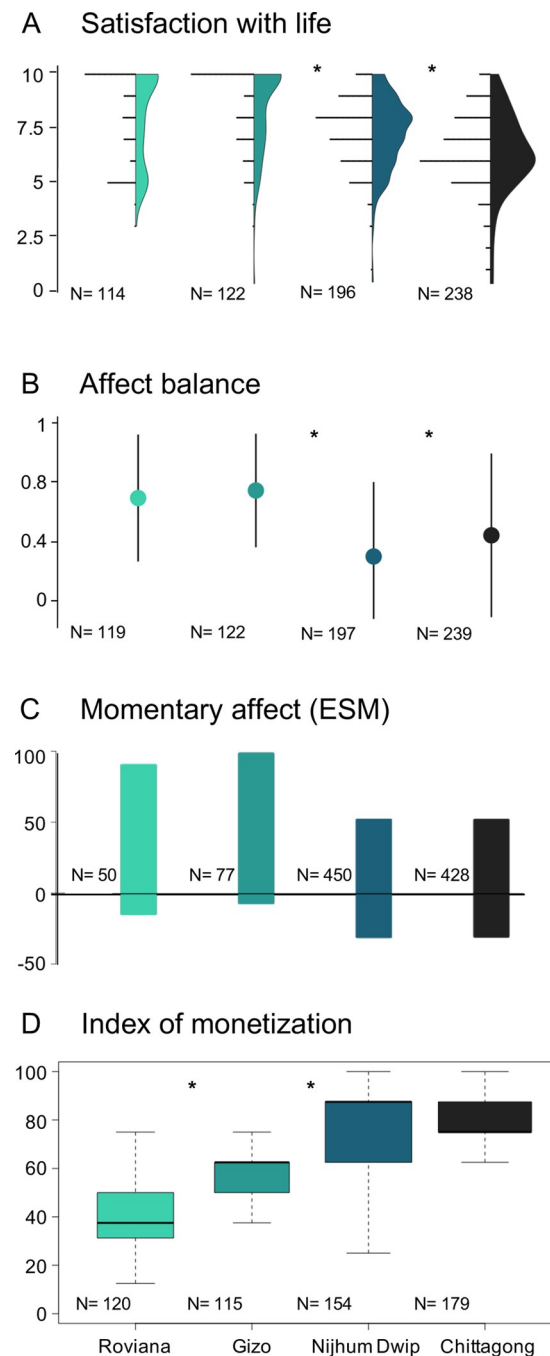 A Satisfaction with life
10
* *
7.5
5
2.5
0
N= 114 N= 122 N= 196 N= 238
B Affect balance
1
* *
0.8
0.4
0
N= 119 N= 122 N= 197 N= 239
C Momentary affect (ESM)
100
50
N= 50 N= 77 N= 450 N= 428
0
-50
D Index of monetization
100
* *
80
60
40
20
0
N= 120 N= 115 N= 154 N= 179
Roviana Gizo Nijhum Dwip Chittagong